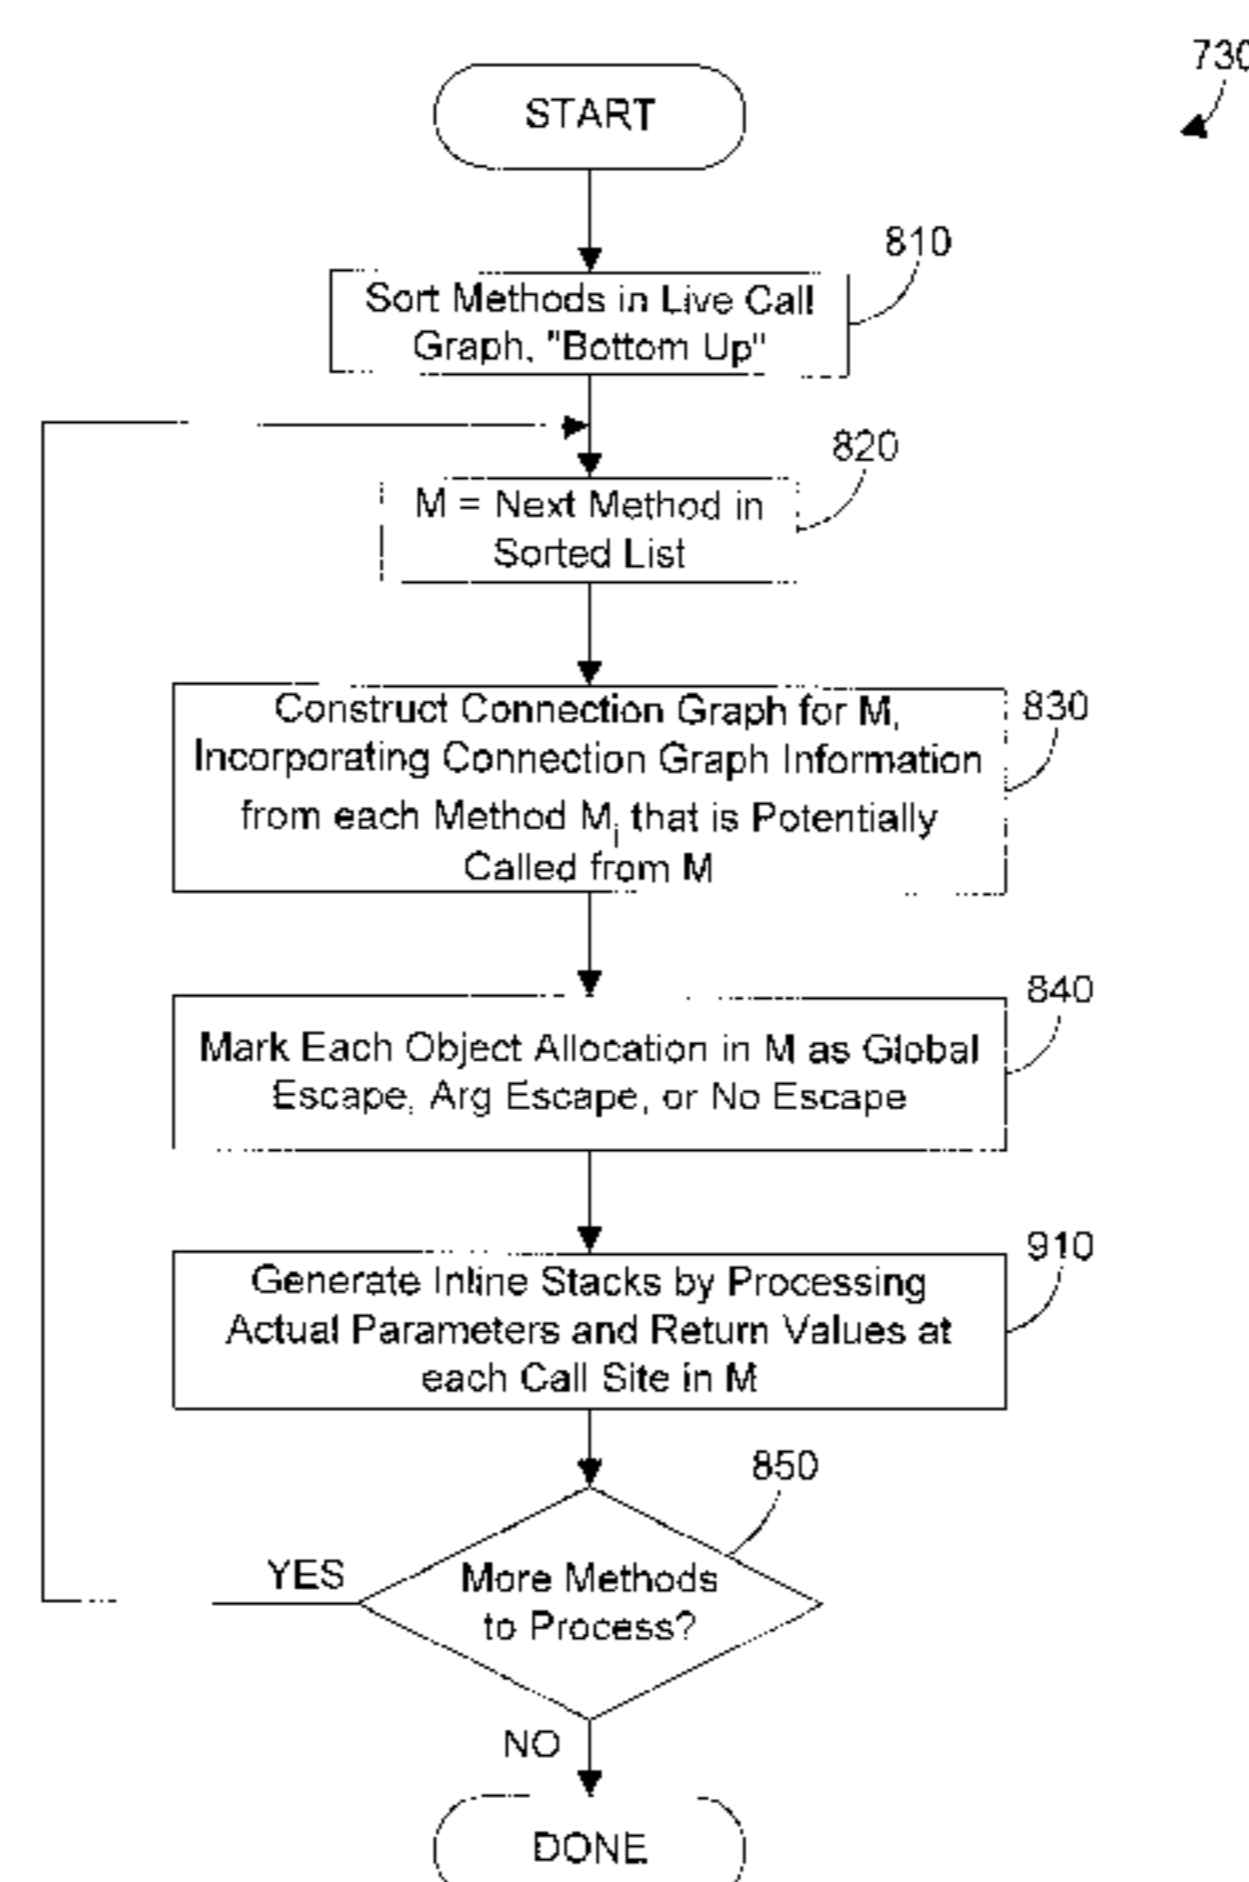 730
START
810
Sort Methods in Live Call
Graph, "Bottom Up"
820
M = Next Method in
Sorted List
830
Construct Connection Graph for M,
Incorporating Connection Graph Information
from each Method Mj that is Potentially
Called from M
840
Mark Each Object Allocation in M as Global
Escape, Arg Escape, or No Escape
910
Generate Inline Stacks by Processing
Actual Parameters and Return Values at
each Call Site in M
850
YES
More Methods
to Process?
NO
DONE